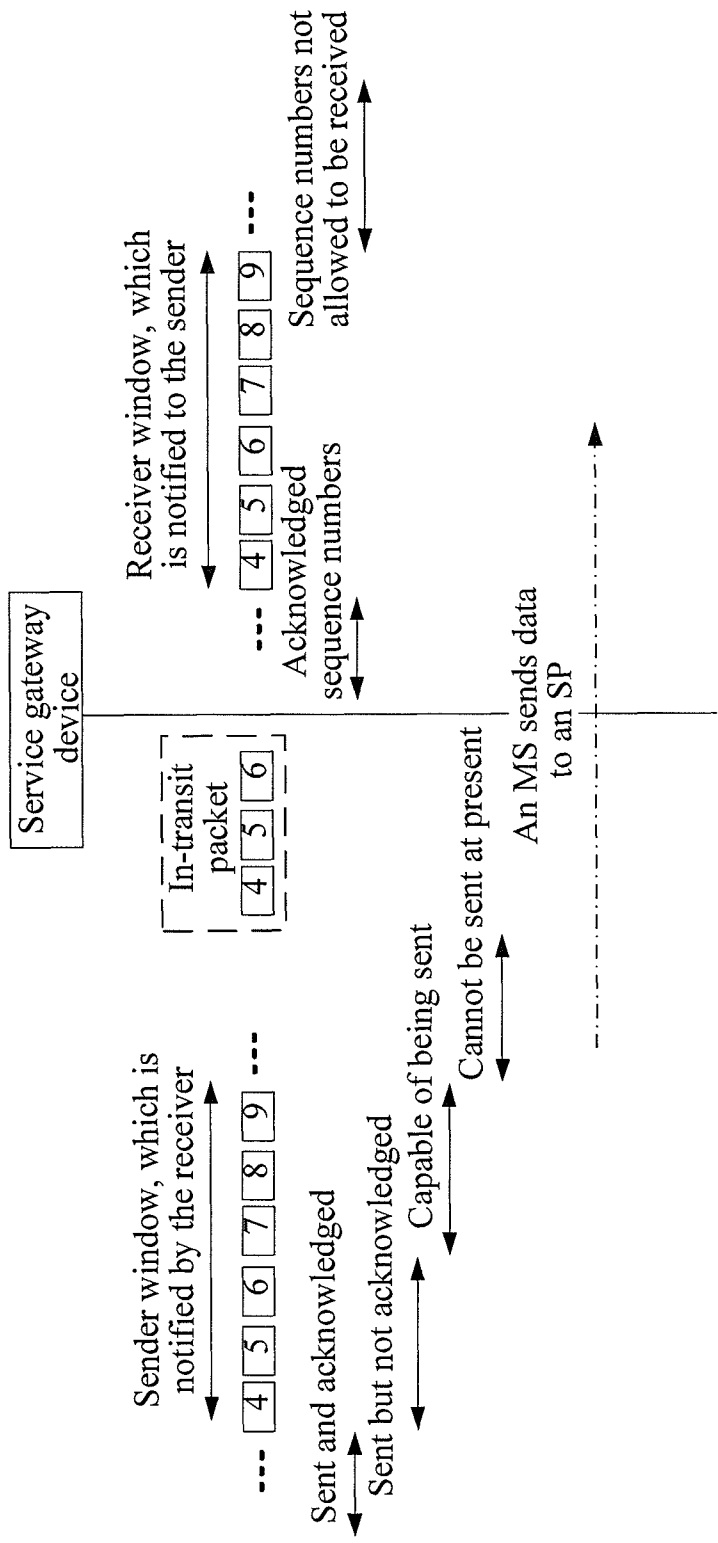 Service gateway
device
Sender window, which is
notified by the receiver
In-transit
packet
Receiver window, which
is notified to the sender
--- 4 5 6 7 8 9 ---
4 5 6
--- 4 5 6 7 8 9 ---
Sent and acknowledged
Sent but not acknowledged
Capable of being sent
Cannot be sent at present
Acknowledged
sequence numbers
Sequence numbers not
allowed to be received
An MS sends data
to an SP